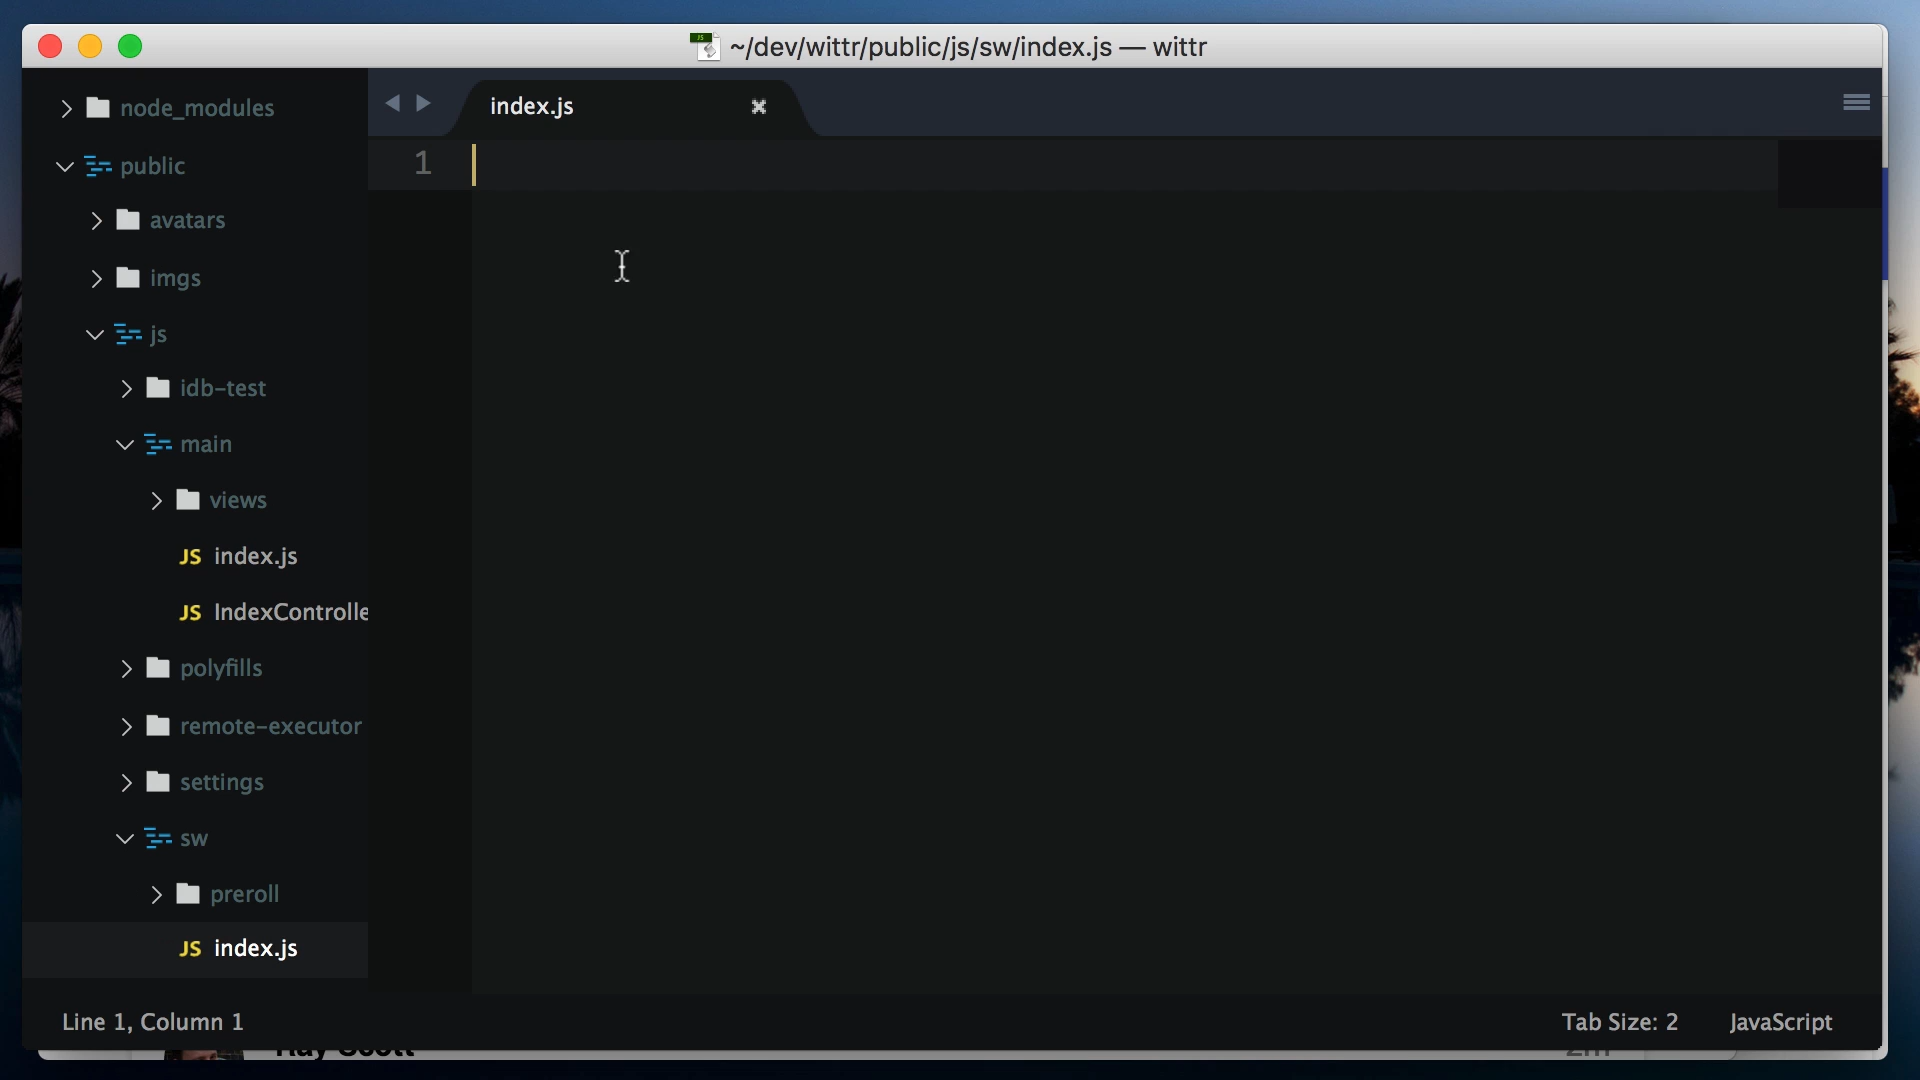 ~/dev/wittr/public/js/sw/index.js — wittr
node_modules
public
avatars
imgs
js
idb-test
main
views
JS index.js
JS IndexControlle
polyfills
remote-executor
settings
sw
preroll
JS index.js
index.js
1
Line 1, Column 1
Tab Size: 2
JavaScript